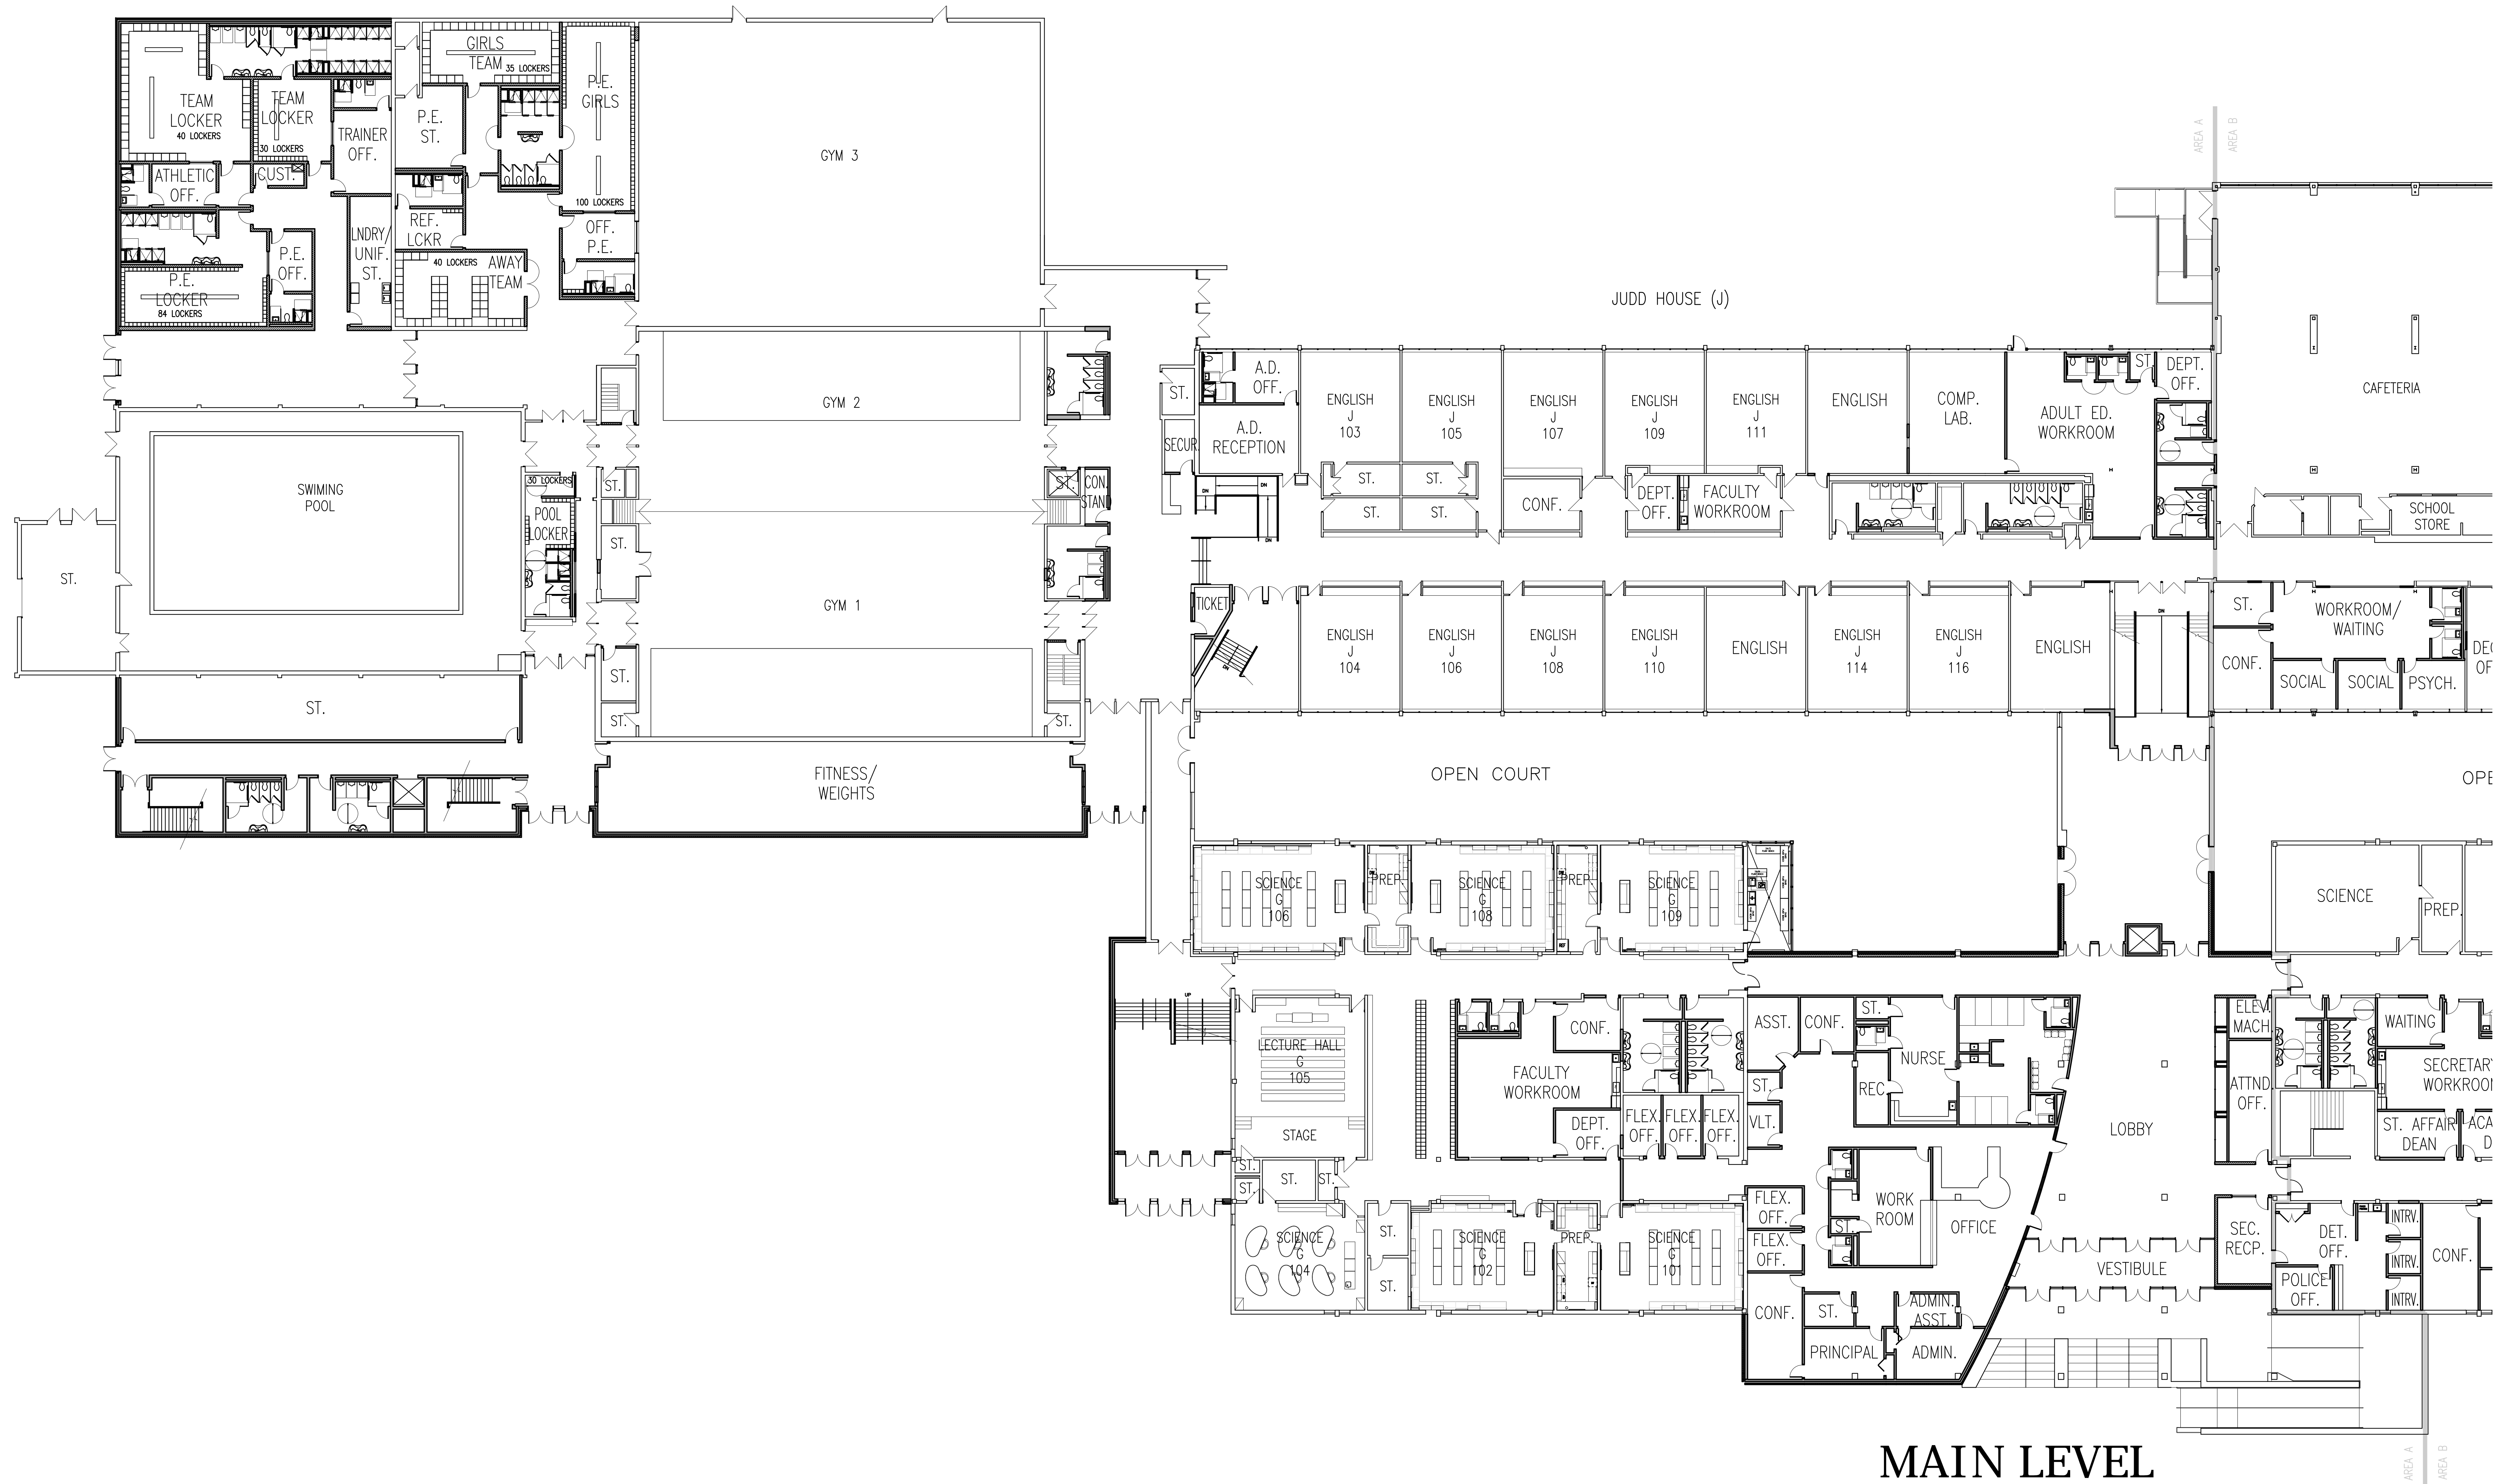 GIRLS
TEAM
35 LOCKERS
P.E.
GIRLS
100 LOCKERS
TEAM
LOCKER
40 LOCKERS
TEAM
LOCKER
30 LOCKERS
TRAINER
OFF.
P.E.
ST.
GYM 3
AREA A
AREA B
ATHLETIC
OFF.
CUST.
REF.
LCKR
OFF.
P.E.
LNDRY/
UNIF.
ST.
P.E.
OFF.
40 LOCKERS
AWAY
TEAM
P.E.
LOCKER
84 LOCKERS
JUDD HOUSE (J)
GYM 2
ST.
A.D.
OFF.
ENGLISH
J
103
ENGLISH
J
105
ENGLISH
J
107
ENGLISH
J
109
ENGLISH
J
111
ENGLISH
COMP.
LAB.
ADULT ED.
WORKROOM
ST.
DEPT.
OFF.
CAFETERIA
SECUR.
A.D.
RECEPTION
SWIMING
POOL
30 LOCKERS
POOL
LOCKER
ST.
ST.
ST.
CON.
STAND
DN
DN
DN
ST.
ST.
ST.
ST.
CONF.
DEPT.
OFF.
FACULTY
WORKROOM
SCHOOL
STORE
ST.
GYM 1
TICKET
DN
ENGLISH
J
104
ENGLISH
J
106
ENGLISH
J
108
ENGLISH
J
110
ENGLISH
ENGLISH
J
114
ENGLISH
J
116
ENGLISH
DN
ST.
WORKROOM/
WAITING
CONF.
SOCIAL
SOCIAL
PSYCH.
ST.
ST.
ST.
ST.
FITNESS/
WEIGHTS
OPEN COURT
OPE
SCIENCE
G
106
PREP.
SCIENCE
G
108
PREP.
REF
SCIENCE
G
109
SCIENCE
PREP.
UP
LECTURE HALL
G
105
STAGE
CONF.
FACULTY
WORKROOM
DEPT.
OFF.
FLEX.
OFF.
FLEX.
OFF.
FLEX.
OFF.
ASST.
CONF.
ST.
NURSE
REC.
ST.
VLT.
LOBBY
ELEV.
MACH.
ATTND.
OFF.
WAITING
SECRETARY
WORKROOM
ST. AFFAIR
DEAN
ACA
D
ST.
ST.
ST.
ST.
SCIENCE
G
104
ST.
ST.
SCIENCE
G
102
PREP.
SCIENCE
G
101
FLEX.
OFF.
FLEX.
OFF.
WORK
ROOM
ST.
OFFICE
SEC.
RECP.
VESTIBULE
DET.
OFF.
POLICE
OFF.
INTRV.
INTRV.
INTRV.
CONF.
CONF.
ST.
ADMIN.
ASST.
PRINCIPAL
ADMIN.
MAIN LEVEL
AREA A
AREA B